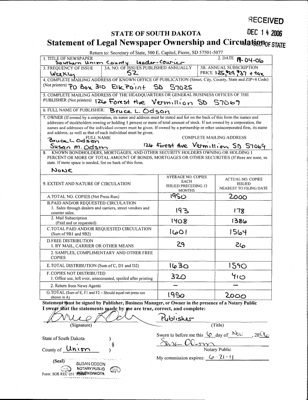 RECEIVED
DEC 1 4 2006
STATE OF SOUTH DAKOTA
Statement of Legal Newspaper Ownership and Circulation
OF STATE
Return to: Secretary of State, 500 E. Capitol, Pierre, SD 57501-5077
1. TITLE OF NEWSPAPER
Southern Union County Leader-Courier
2. DATE
3. FREQUENCY OF ISSUE
Weekly
3A. NO. OF ISSUES PUBLISHED ANNUALLY
52
3B. ANNUAL SUBSCRIPTION
PRICE
4. COMPLETE MAILING ADDRESS OF KNOWN OFFICE OF PUBLICATION (Street, City, County, State and ZIP+4 Code)
(Not printers) PO Box 310 Elk Point SD 57025
5. COMPLETE MAILING ADDRESS OF THE HEADQUARTERS OR GENERAL BUSINESS OFFICES OF THE
PUBLISHER (Not printers) 126 Forest Ave Vermillion SD 57069
6. FULL NAME OF PUBLISHER: Bruce L. Odson
7. OWNER (If owned by a corporation, its name and address must be stated and list on the back of this form the names and
addresses of stockholders owning or holding 1 percent or more of total amount of stock. If not owned by a corporation, the
names and addresses of the individual owners must be given. If owned by a partnership or other unincorporated firm, its name
and address, as well as that of each individual must be given.
FULL NAME
COMPLETE MAILING ADDRESS
Bruce L. Odson
Susan M Odson
126 Forest Ave Vermillion, SD 57069
8. KNOWN BONDHOLDERS, MORTGAGES, AND OTHER SECURITY HOLDERS OWNING OR HOLDING 1
PERCENT OR MORE OF TOTAL AMOUNT OF BONDS, MORTGAGES OR OTHER SECURITIES (If there are none, so
state. If more space is needed, list on back of this form.
None
9. EXTENT AND NATURE OF CIRCULATION
AVERAGE NO. COPIES
EACH
ISSUED PRECEDING 12
MONTHS
ACTUAL NO. COPIES
ISSUED
NEAREST TO FILING DATE
A. TOTAL NO. COPIES (Net Press Run)
1950
2000
B. PAID AND/OR REQUESTED CIRCULATION
1. Sales through dealers and carriers, street vendors and
counter sales.
193
178
2. Mail Subscription
(Paid and or requested)
1408
1386
C. TOTAL PAID AND/OR REQUESTED CIRCULATION
(Sum of 9B1 and 9B2)
1601
1564
D. FREE DISTRIBUTION
1. BY MAIL, CARRIER OR OTHER MEANS
29
26
2. SAMPLES, COMPLIMENTARY AND OTHER FREE
COPIES
E. TOTAL DISTRIBUTION (Sum of C, D1 and D2)
1630
1590
F. COPIES NOT DISTRIBUTED
1. Office use, left over, unaccounted, spoiled after printing
320
410
2. Return from News Agents
G. TOTAL (Sum of E, F1 and F2 - Should equal net press run
shown in A)
1950
2000
Statement must be signed by Publisher, Business Manager, or Owner in the presence of a Notary Public
I swear that the statements made by me are true, correct, and complete:
Publisher
(Signature)
(Title)
State of South Dakota
Sworn to before me this 6 day of Nov, 2006
County of Union
Susan Odson
Notary Public
(Seal)
My commission expires: 6-21-11
SUSAN ODSON
NOTARY PUBLIC
SOUTH DAKOTA